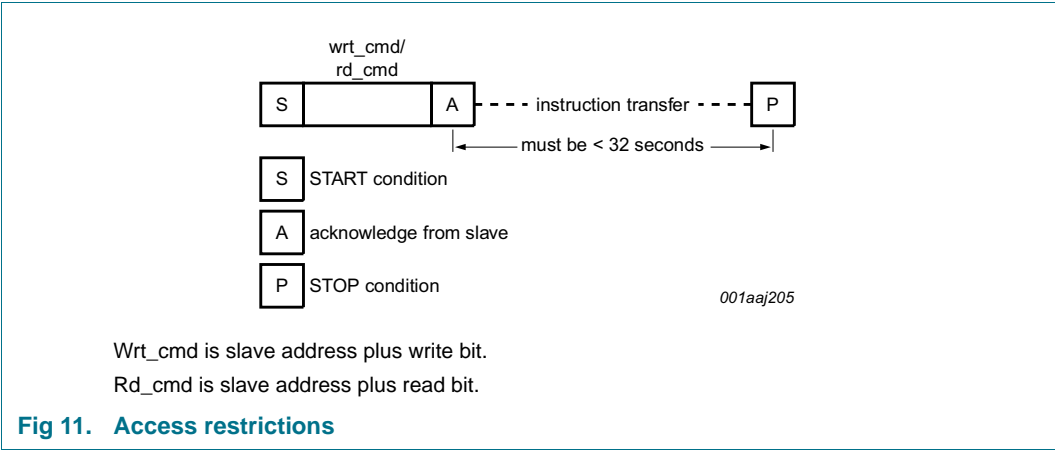 wrt_cmd/
rd_cmd
S A instruction transfer P
must be < 32 seconds
S START condition
A acknowledge from slave
P STOP condition
001aaj205
Wrt_cmd is slave address plus write bit.
Rd_cmd is slave address plus read bit.
Fig 11. Access restrictions